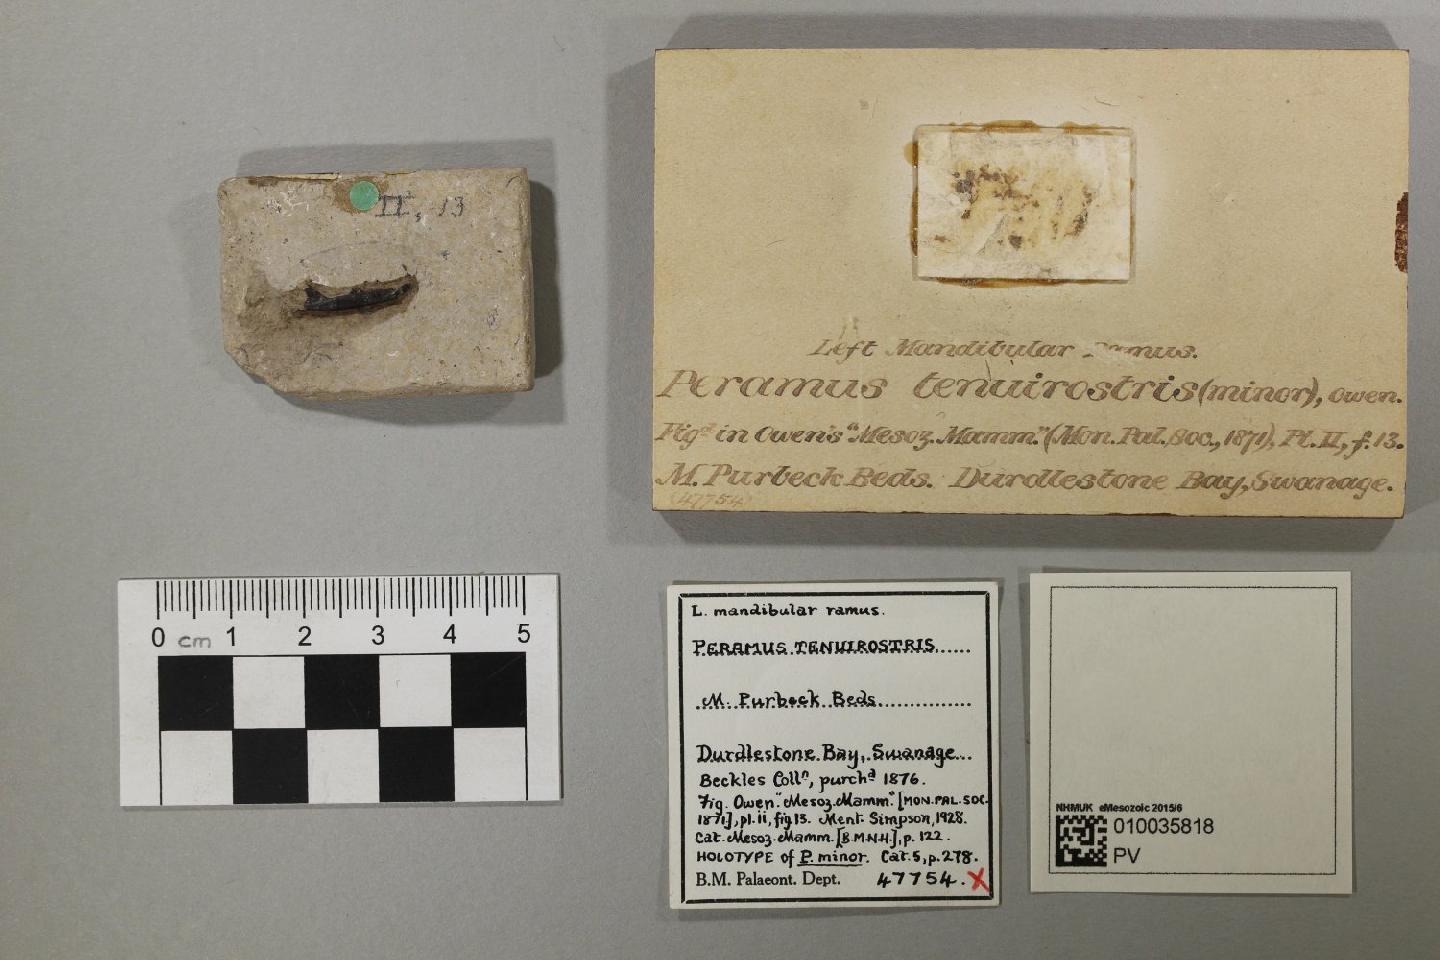 II, 13
Left Mandibular Ramus.
Peramus tenuirostris (minor), Owen.
Figd in Owen's "Mesoz. Mamm." (Mon. Pal. Soc., 1871), Pl. II, f. 13.
M. Purbeck Beds. Durdlestone Bay, Swanage.
(47754)
0 cm 1 2 3 4 5
L. mandibular ramus.
PERAMUS TENUIROSTRIS
M. Purbeck Beds
Durdlestone Bay, Swanage
Beckles Colln, purchd 1876.
Fig. Owen "Mesoz. Mamm." [MON. PAL. SOC.
1871], pl. ii, fig 13. Ment. Simpson, 1928.
Cat. Mesoz. Mamm. [B.M.N.H.], p. 122.
HOLOTYPE of P. minor. Cat. 5, p. 278.
B.M. Palaeont. Dept. 47754. X
NHMUK eMesozoic 2015/6
010035818
PV